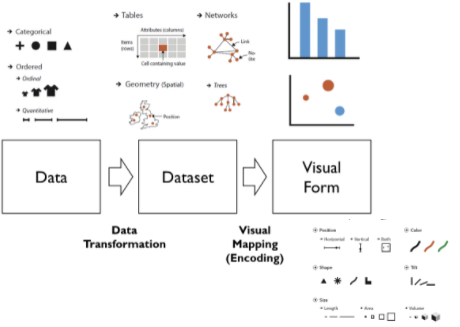 → Categorical
→ Ordered
→ Ordinal
→ Quantitative
→ Tables
Attributes (columns)
Items
(rows)
Cell containing value
→ Networks
Link
→ Geometry (Spatial)
Position
→ Trees
Data
Dataset
Visual
Form
Data
Transformation
Visual
Mapping
(Encoding)
Position
→ Horizontal
→ Vertical
→ Both
Color
Shape
Tilt
Size
→ Length
→ Area
→ Volume